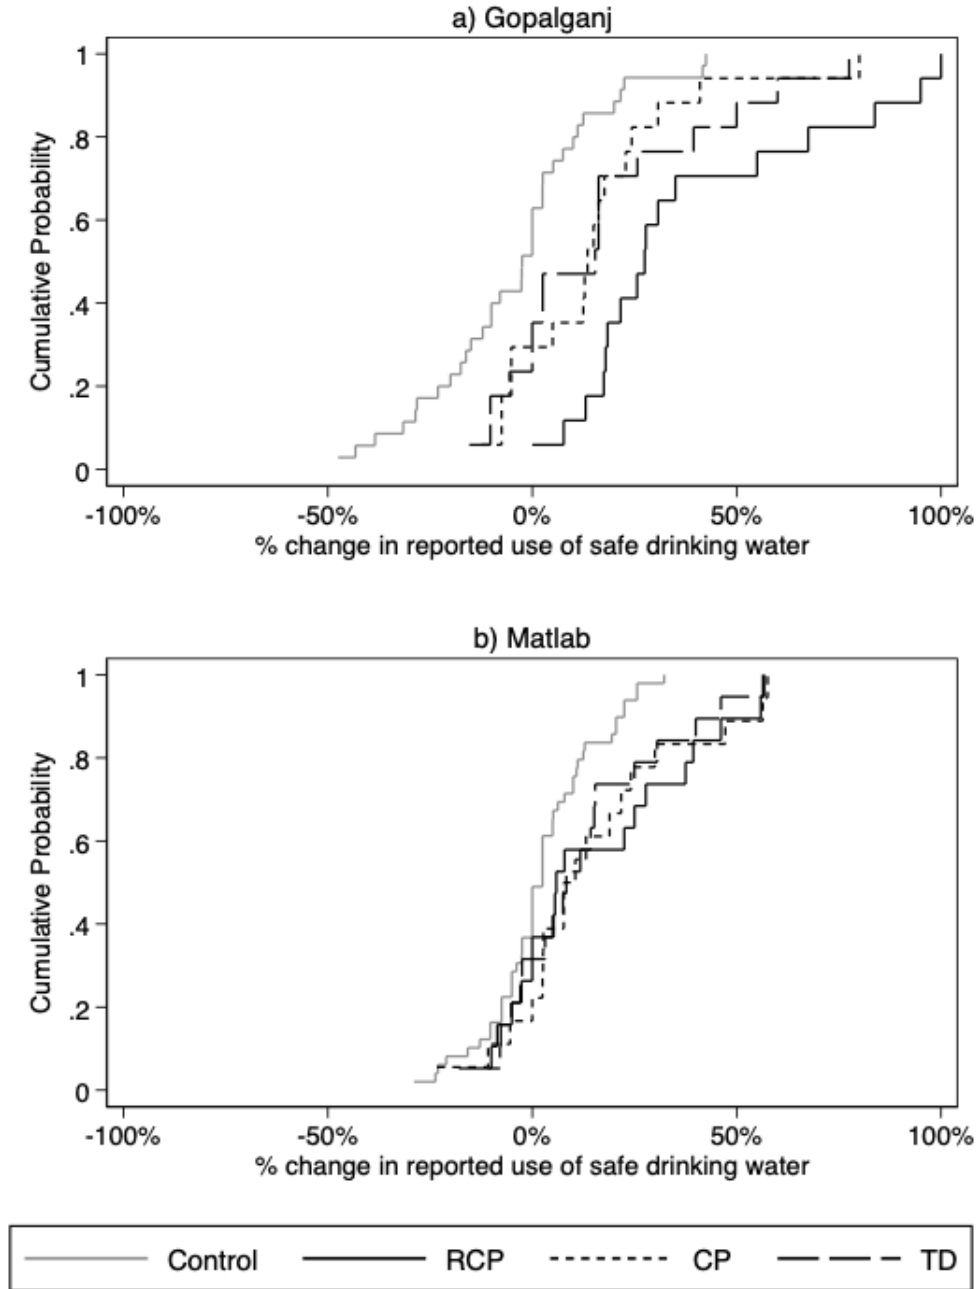 a) Gopalganj
Cumulative Probability
1
.8
.6
.4
.2
0
-100% -50% 0% 50% 100%
% change in reported use of safe drinking water
b) Matlab
Cumulative Probability
1
.8
.6
.4
.2
0
-100% -50% 0% 50% 100%
% change in reported use of safe drinking water
Control RCP CP TD